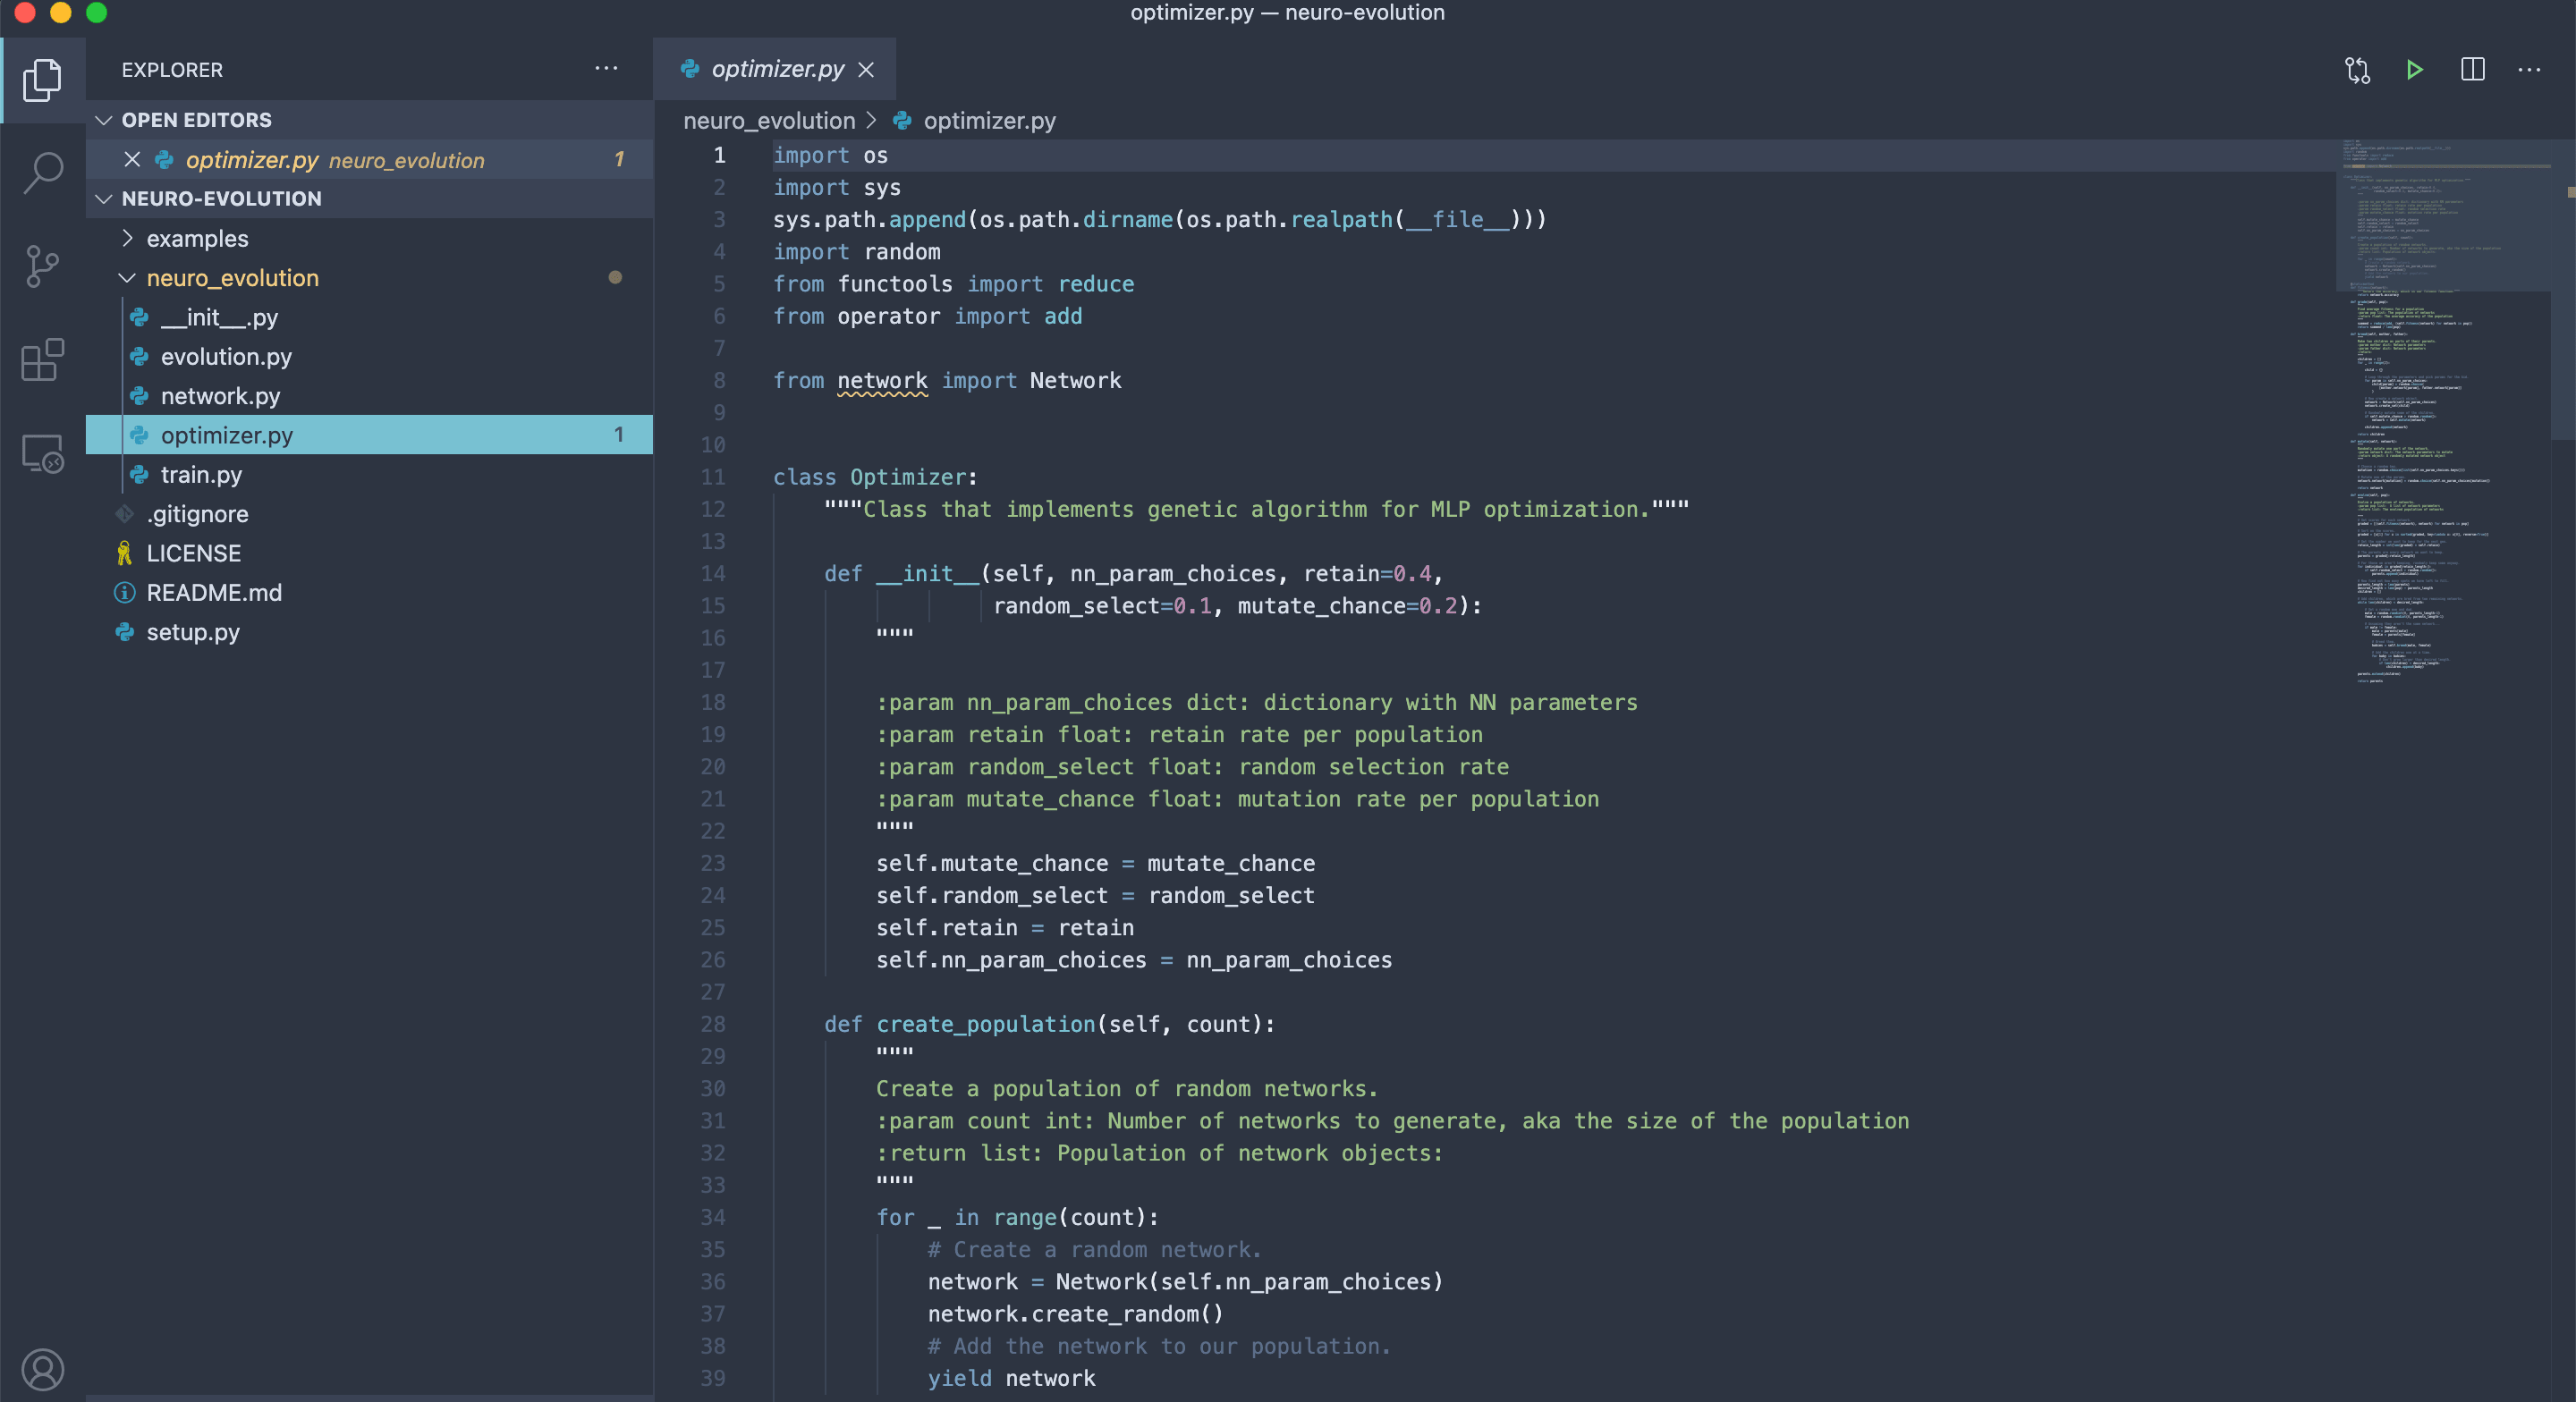 optimizer.py — neuro-evolution
EXPLORER
OPEN EDITORS
optimizer.py neuro_evolution 1
NEURO-EVOLUTION
examples
neuro_evolution
__init__.py
evolution.py
network.py
optimizer.py 1
train.py
.gitignore
LICENSE
README.md
setup.py
optimizer.py
neuro_evolution > optimizer.py
1 import os
2 import sys
3 sys.path.append(os.path.dirname(os.path.realpath(__file__)))
4 import random
5 from functools import reduce
6 from operator import add
7
8 from network import Network
9
10
11 class Optimizer:
12     """Class that implements genetic algorithm for MLP optimization."""
13
14     def __init__(self, nn_param_choices, retain=0.4,
15                  random_select=0.1, mutate_chance=0.2):
16         """
17
18         :param nn_param_choices dict: dictionary with NN parameters
19         :param retain float: retain rate per population
20         :param random_select float: random selection rate
21         :param mutate_chance float: mutation rate per population
22         """
23         self.mutate_chance = mutate_chance
24         self.random_select = random_select
25         self.retain = retain
26         self.nn_param_choices = nn_param_choices
27
28     def create_population(self, count):
29         """
30         Create a population of random networks.
31         :param count int: Number of networks to generate, aka the size of the population
32         :return list: Population of network objects:
33         """
34         for _ in range(count):
35             # Create a random network.
36             network = Network(self.nn_param_choices)
37             network.create_random()
38             # Add the network to our population.
39             yield network